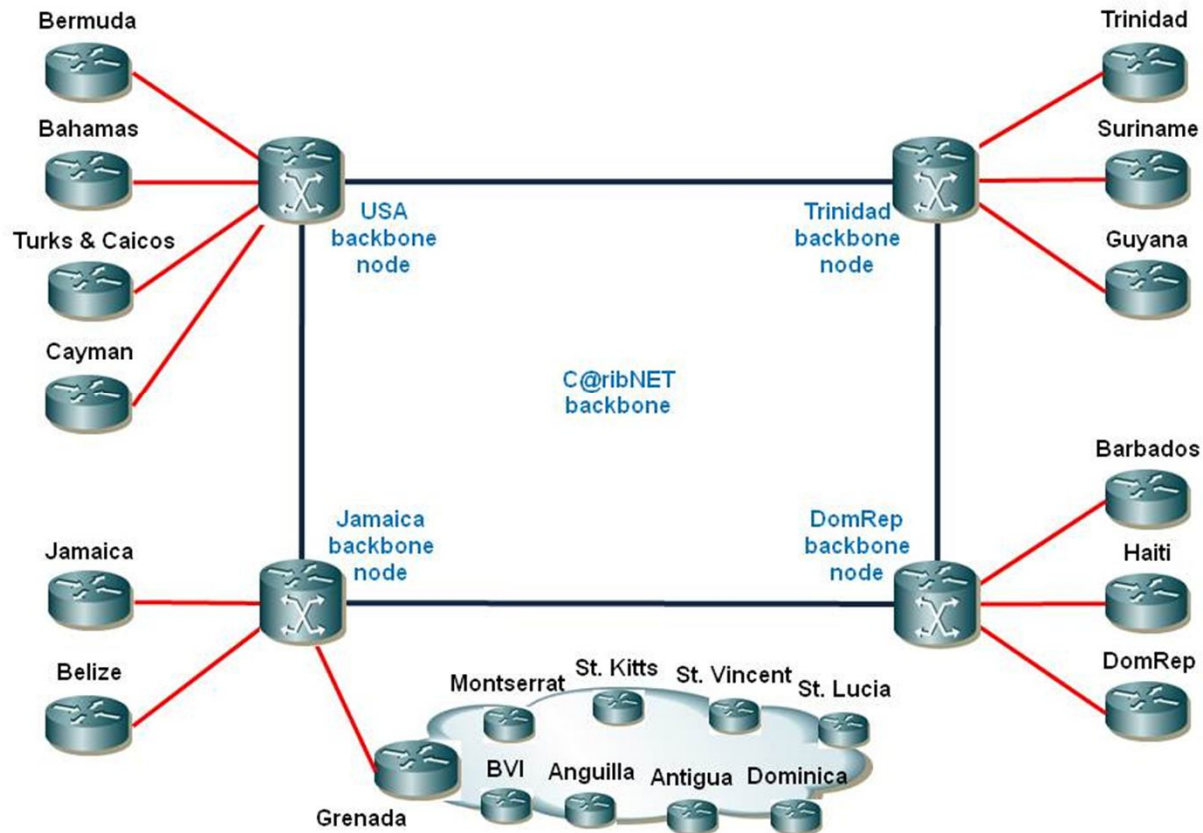 Bermuda
Trinidad
Bahamas
Suriname
USA
backbone
node
Trinidad
backbone
node
Turks & Caicos
Guyana
Cayman
C@ribNET
backbone
Barbados
Jamaica
backbone
node
DomRep
backbone
node
Jamaica
Haiti
Belize
DomRep
Montserrat
St. Kitts
St. Vincent
St. Lucia
BVI
Anguilla
Antigua
Dominica
Grenada